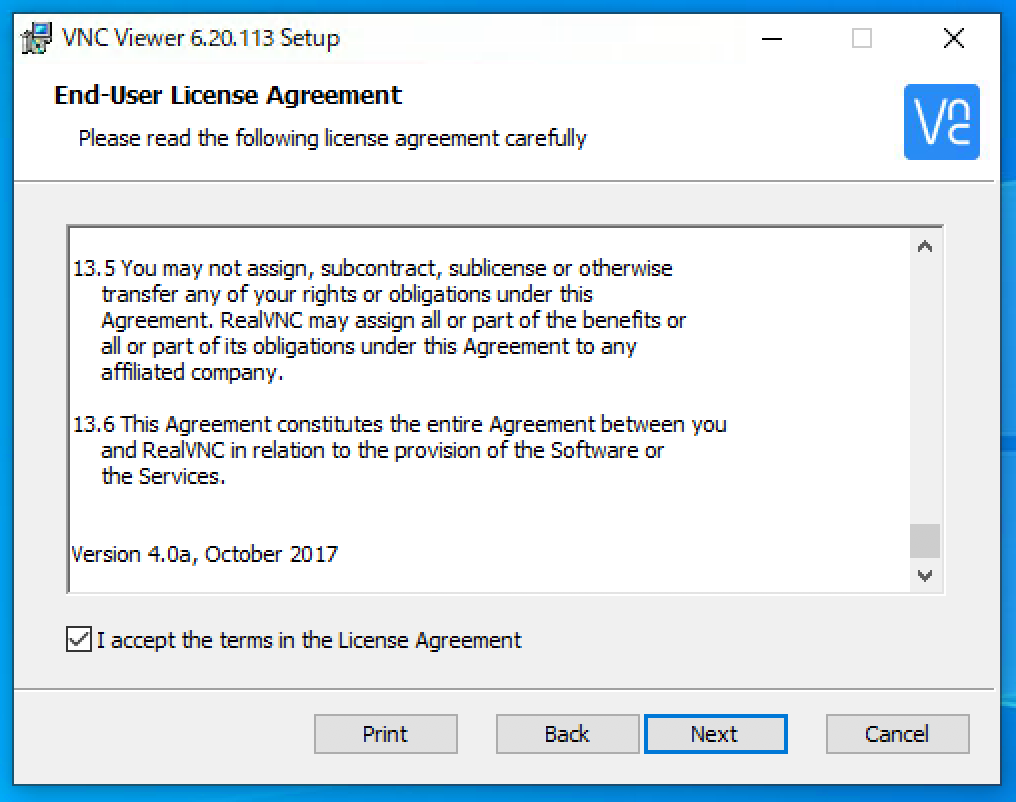 VNC Viewer 6.20.113 Setup
End-User License Agreement
Please read the following license agreement carefully
Vnc
13.5 You may not assign, subcontract, sublicense or otherwise
transfer any of your rights or obligations under this
Agreement. RealVNC may assign all or part of the benefits or
all or part of its obligations under this Agreement to any
affiliated company.
13.6 This Agreement constitutes the entire Agreement between you
and RealVNC in relation to the provision of the Software or
the Services.
Version 4.0a, October 2017
I accept the terms in the License Agreement
Print Back Next Cancel